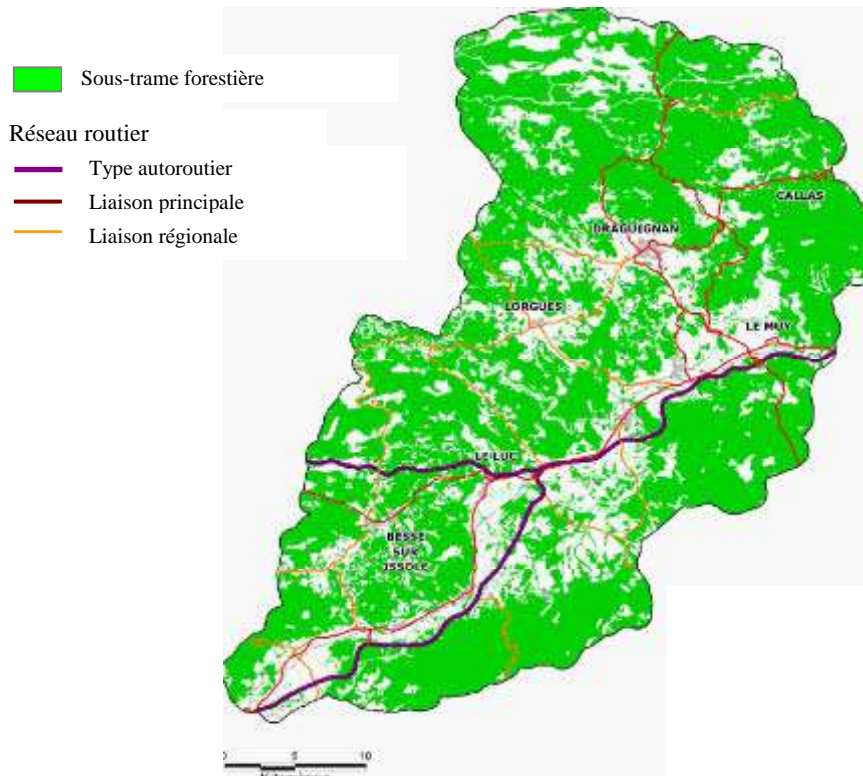 Sous-trame forestière
Réseau routier
Type autoroutier
Liaison principale
Liaison régionale
CALLAS
DRAGUIGNAN
LORGUES
LE MUY
LE LUC
BESSE
SUR
ISSOLE
0 5 10